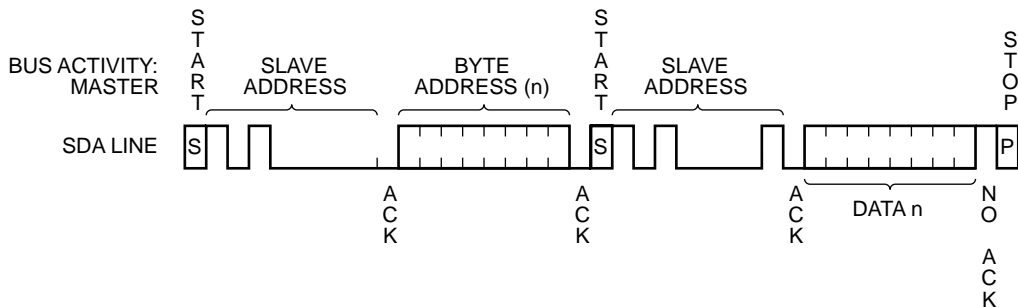 START
START
STOP
BUS ACTIVITY:
MASTER
SLAVE
ADDRESS
BYTE
ADDRESS (n)
SLAVE
ADDRESS
SDA LINE
S
S
P
ACK
ACK
ACK
DATA n
NO ACK